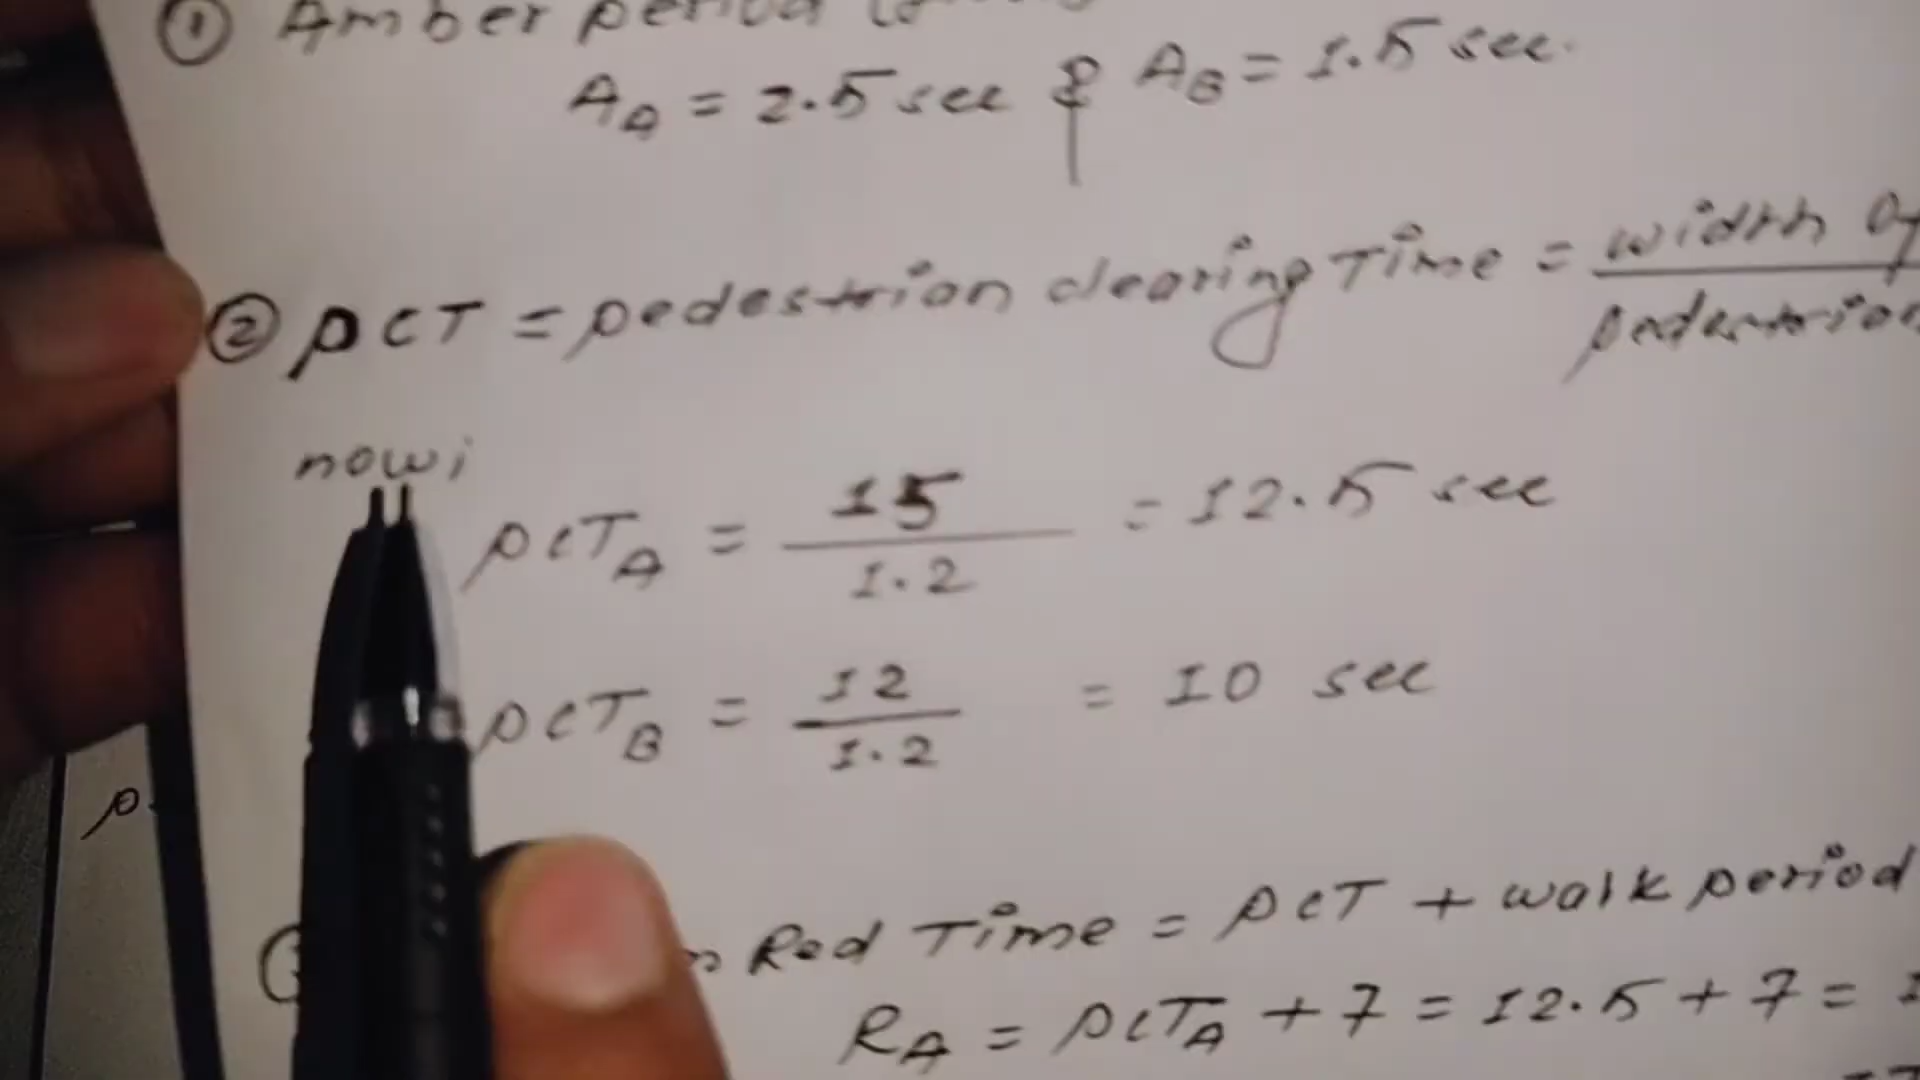 ① Amber period
A_A = 2.5 sec & A_B = 1.5 sec.
② PCT = pedestrian clearing Time = width of / pedestrian
now;
PCT_A = 15 / 1.2 = 12.5 sec
PCT_B = 12 / 1.2 = 10 sec
p.
Red Time = PCT + walk period
R_A = PCT_A + 7 = 12.5 + 7 =